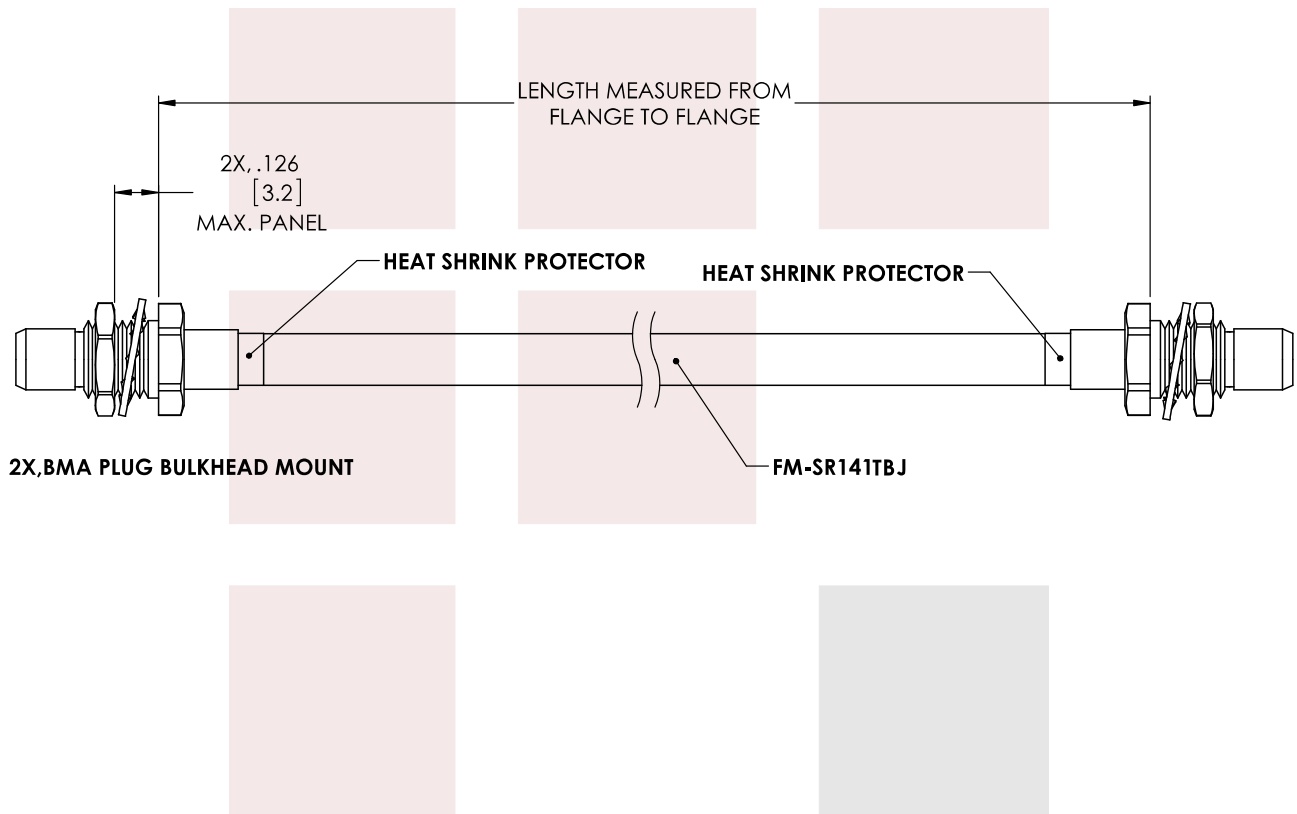 LENGTH MEASURED FROM
FLANGE TO FLANGE
2X, .126
[3.2]
MAX. PANEL
HEAT SHRINK PROTECTOR
HEAT SHRINK PROTECTOR
2X,BMA PLUG BULKHEAD MOUNT
FM-SR141TBJ